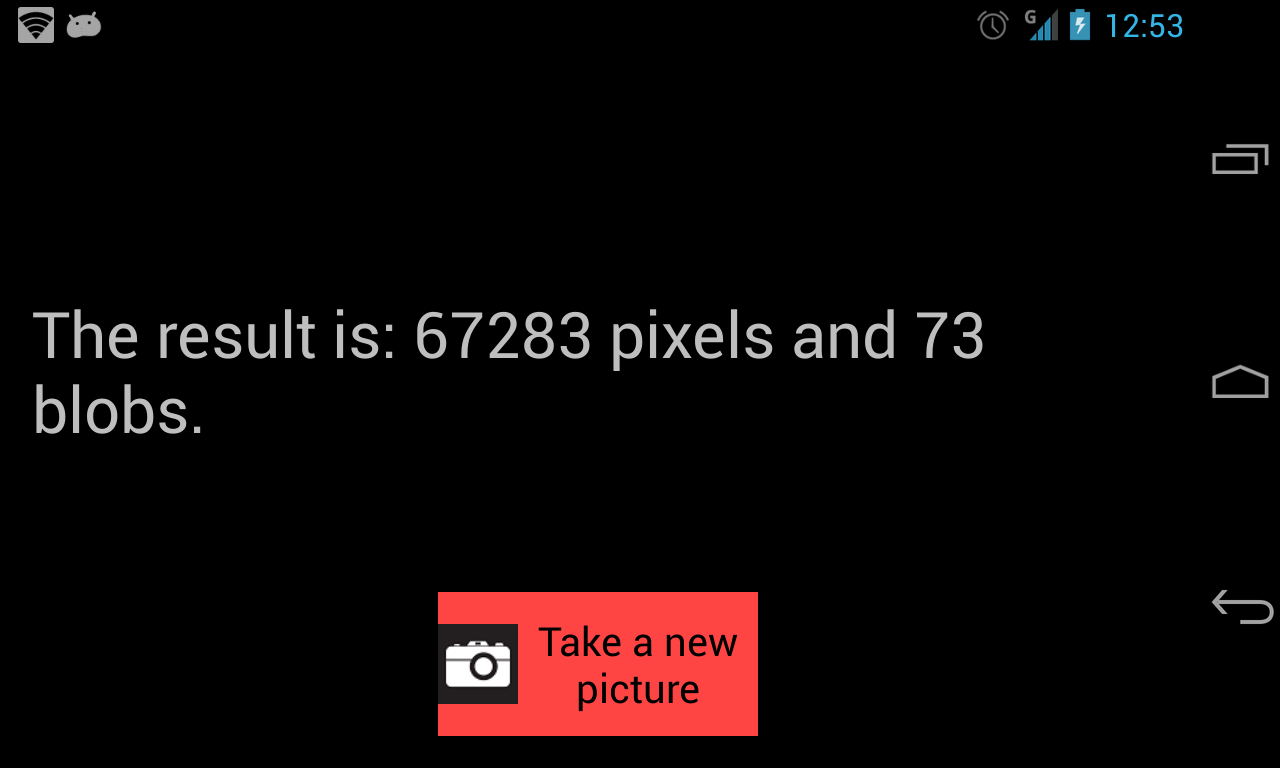 G 12:53
The result is: 67283 pixels and 73
blobs.
Take a new
picture